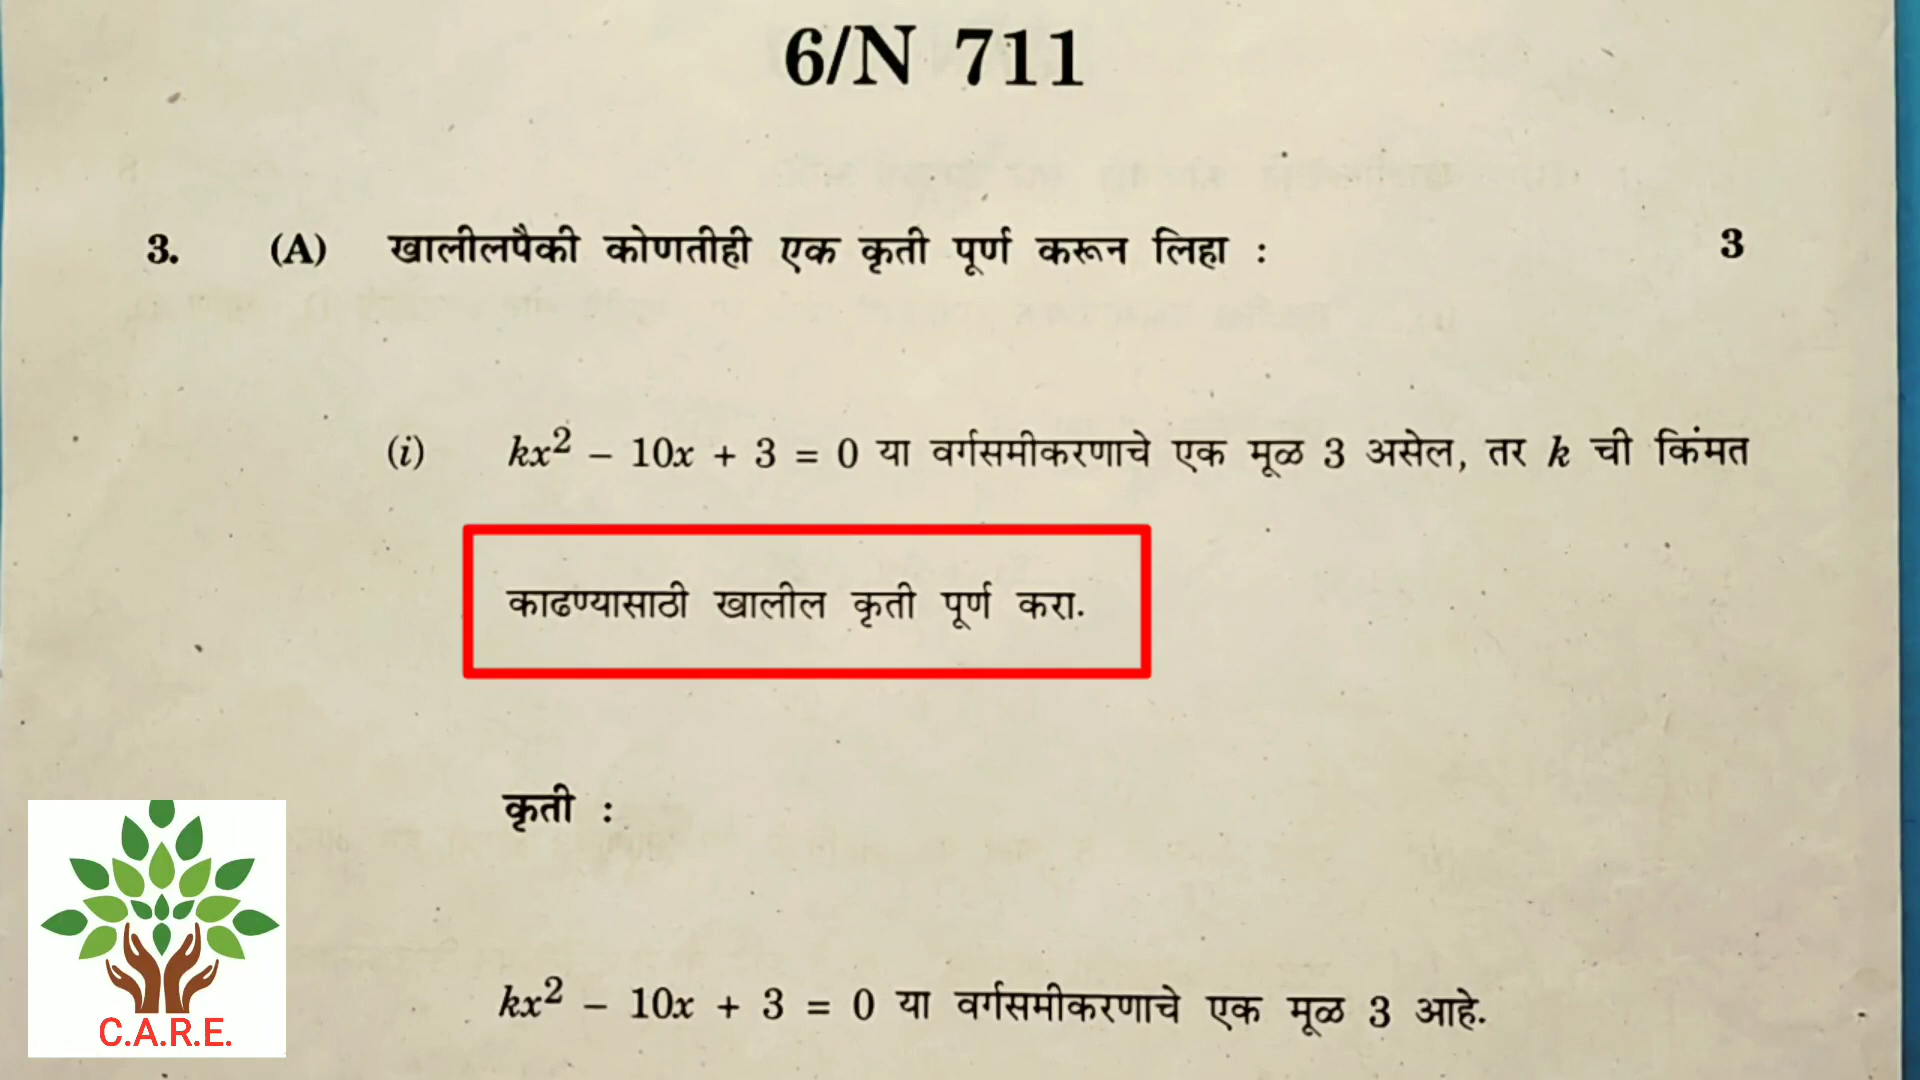 6/N 711
3. (A) खालीलपैकी कोणतीही एक कृती पूर्ण करून लिहा : 3
(i) kx² – 10x + 3 = 0 या वर्गसमीकरणाचे एक मूळ 3 असेल, तर k ची किंमत
काढण्यासाठी खालील कृती पूर्ण करा.
कृती :
kx² – 10x + 3 = 0 या वर्गसमीकरणाचे एक मूळ 3 आहे.
C.A.R.E.